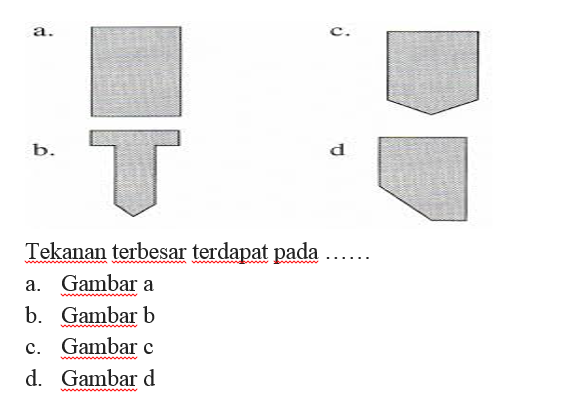 a.
c.
b.
d
Tekanan terbesar terdapat pada ......
a. Gambar a
b. Gambar b
c. Gambar c
d. Gambar d